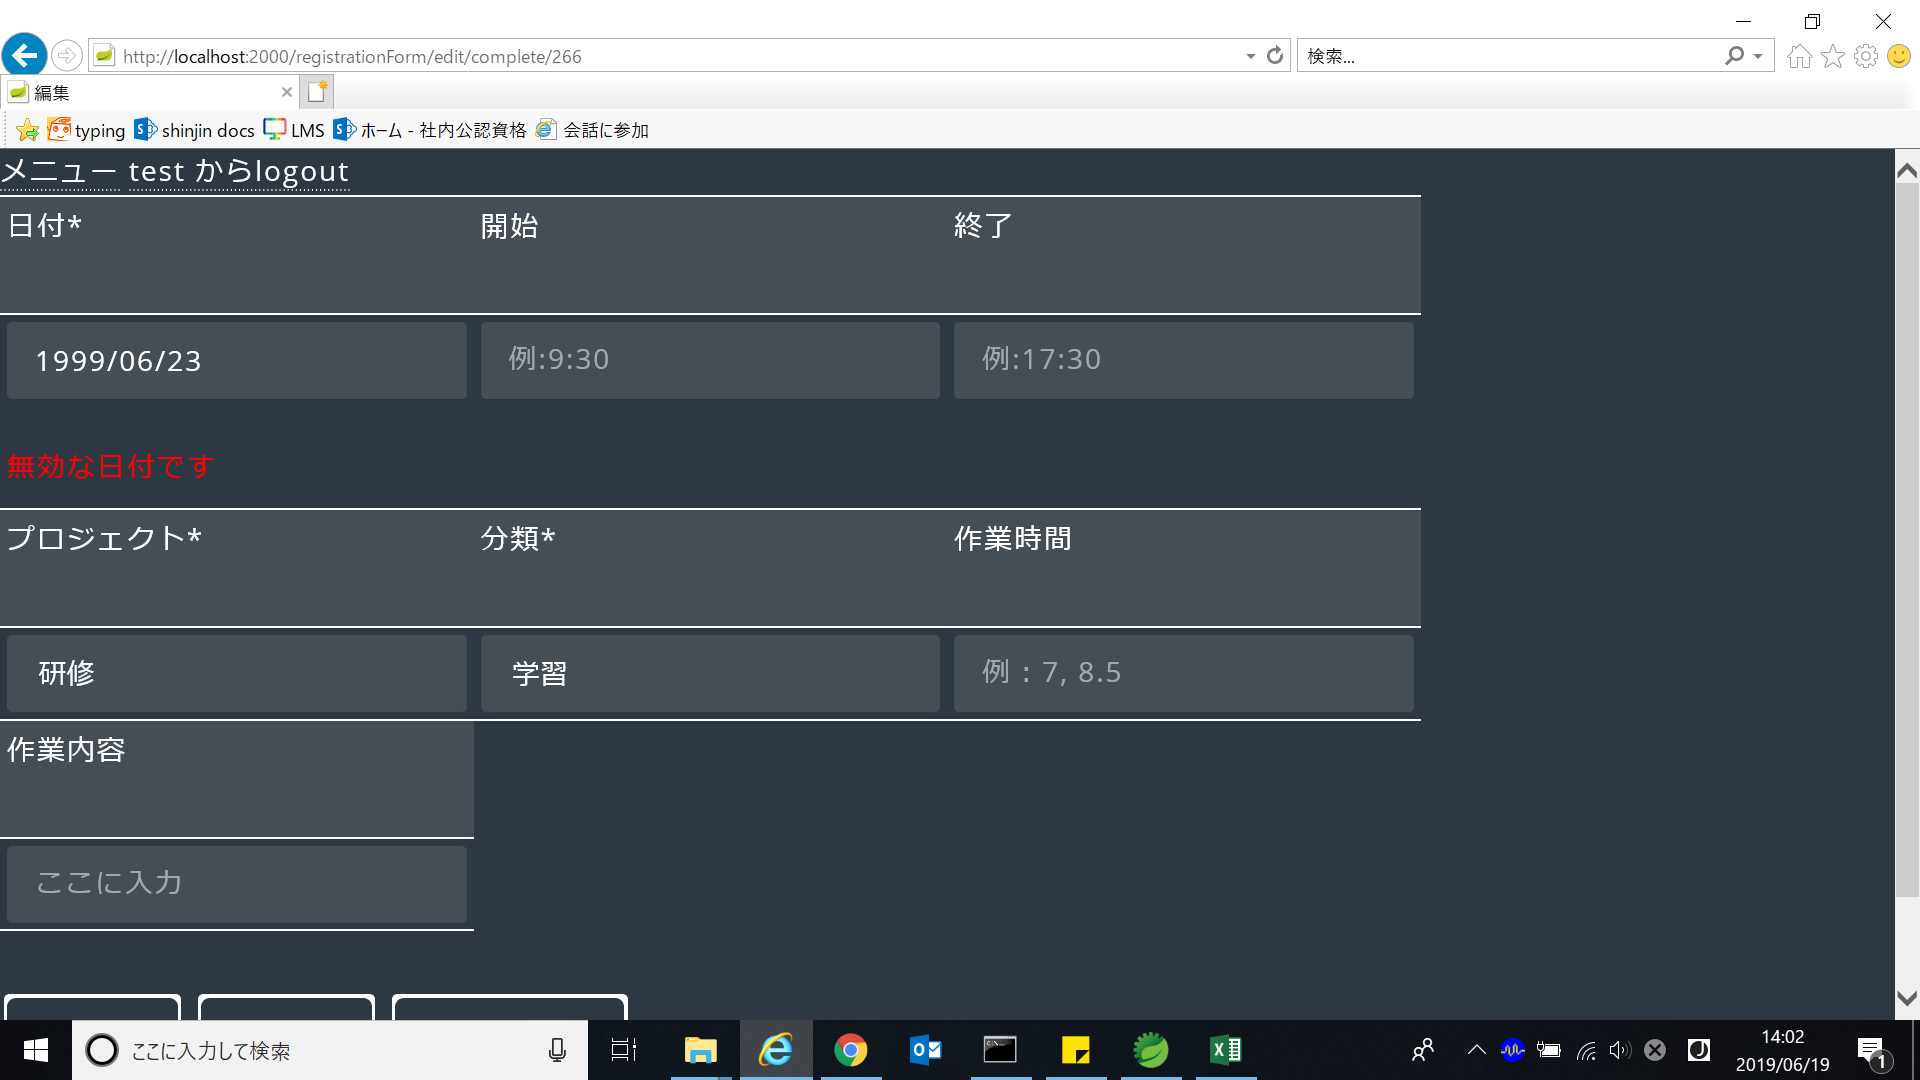 http://localhost:2000/registrationForm/edit/complete/266
検索...
編集
typing shinjin docs LMS ホーム - 社内公認資格 会話に参加
メニュー test からlogout
日付* 開始 終了
1999/06/23 例:9:30 例:17:30
無効な日付です
プロジェクト* 分類* 作業時間
研修 学習 例：7, 8.5
作業内容
ここに入力
ここに入力して検索
14:02
2019/06/19
1